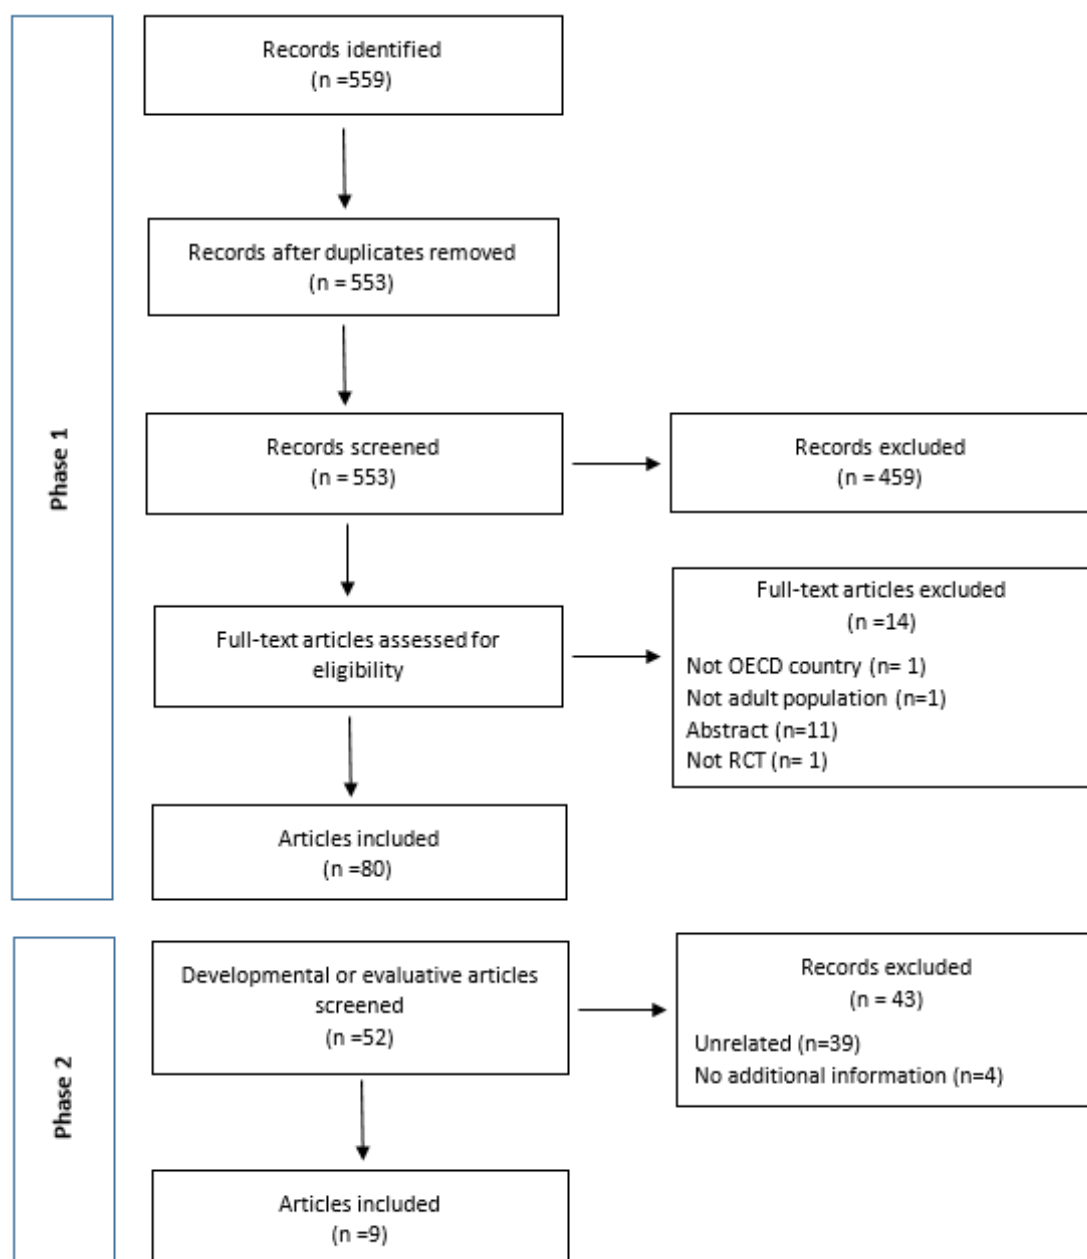 Phase 1
Records identified
(n =559)
Records after duplicates removed
(n = 553)
Records screened
(n = 553)
Records excluded
(n = 459)
Full-text articles assessed for
eligibility
Full-text articles excluded
(n =14)
Not OECD country (n= 1)
Not adult population (n=1)
Abstract (n=11)
Not RCT (n= 1)
Articles included
(n =80)
Phase 2
Developmental or evaluative articles
screened
(n =52)
Records excluded
(n = 43)
Unrelated (n=39)
No additional information (n=4)
Articles included
(n =9)